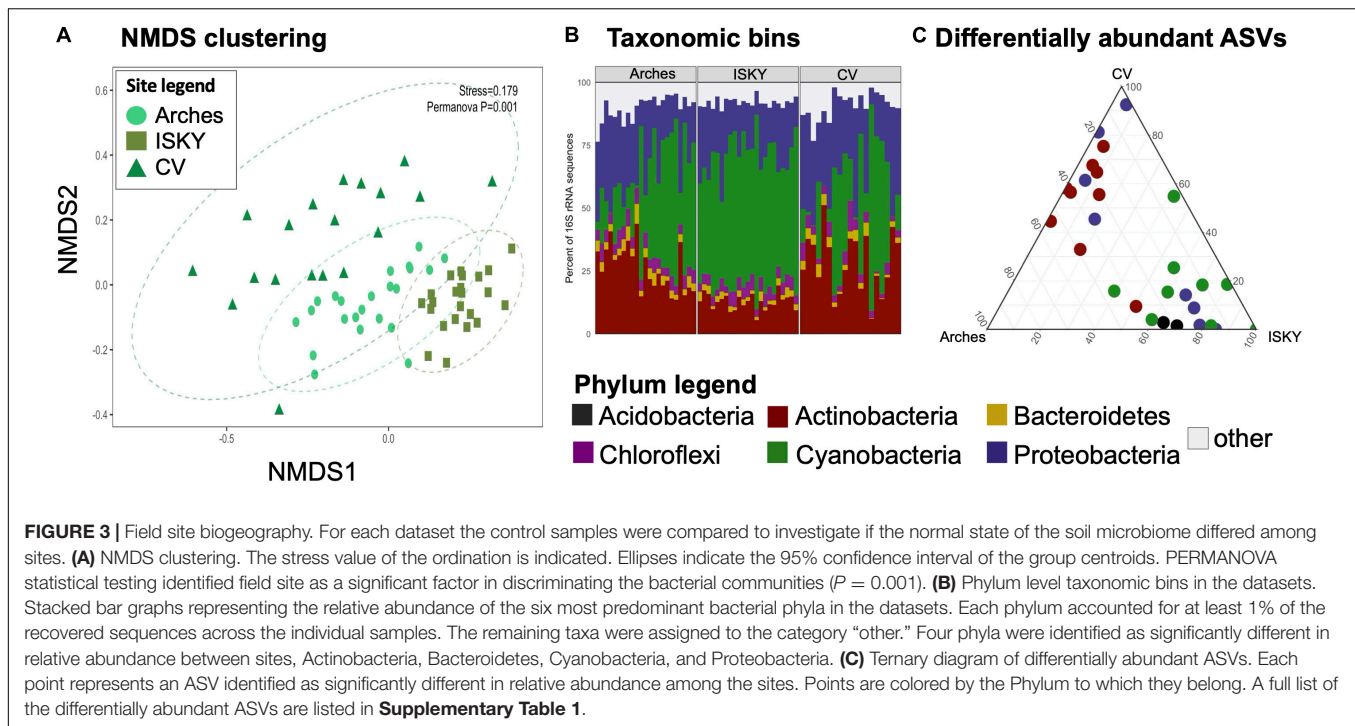 A NMDS clustering
Site legend
Arches
ISKY
CV
Stress=0.179
Permanova P=0.001
0.6
0.4
0.2
0.0
-0.2
-0.4
NMDS2
-0.5
0.0
NMDS1
B Taxonomic bins
Arches
ISKY
CV
100
75
50
25
0
Percent of 16S rRNA sequences
C Differentially abundant ASVs
CV
100
80
60
40
20
20
40
60
80
100
Arches
20
40
60
80
100
ISKY
Phylum legend
Acidobacteria Actinobacteria Bacteroidetes
Chloroflexi Cyanobacteria Proteobacteria other
FIGURE 3 | Field site biogeography. For each dataset the control samples were compared to investigate if the normal state of the soil microbiome differed among
sites. (A) NMDS clustering. The stress value of the ordination is indicated. Ellipses indicate the 95% confidence interval of the group centroids. PERMANOVA
statistical testing identified field site as a significant factor in discriminating the bacterial communities (P = 0.001). (B) Phylum level taxonomic bins in the datasets.
Stacked bar graphs representing the relative abundance of the six most predominant bacterial phyla in the datasets. Each phylum accounted for at least 1% of the
recovered sequences across the individual samples. The remaining taxa were assigned to the category “other.” Four phyla were identified as significantly different in
relative abundance between sites, Actinobacteria, Bacteroidetes, Cyanobacteria, and Proteobacteria. (C) Ternary diagram of differentially abundant ASVs. Each
point represents an ASV identified as significantly different in relative abundance among the sites. Points are colored by the Phylum to which they belong. A full list of
the differentially abundant ASVs are listed in Supplementary Table 1.